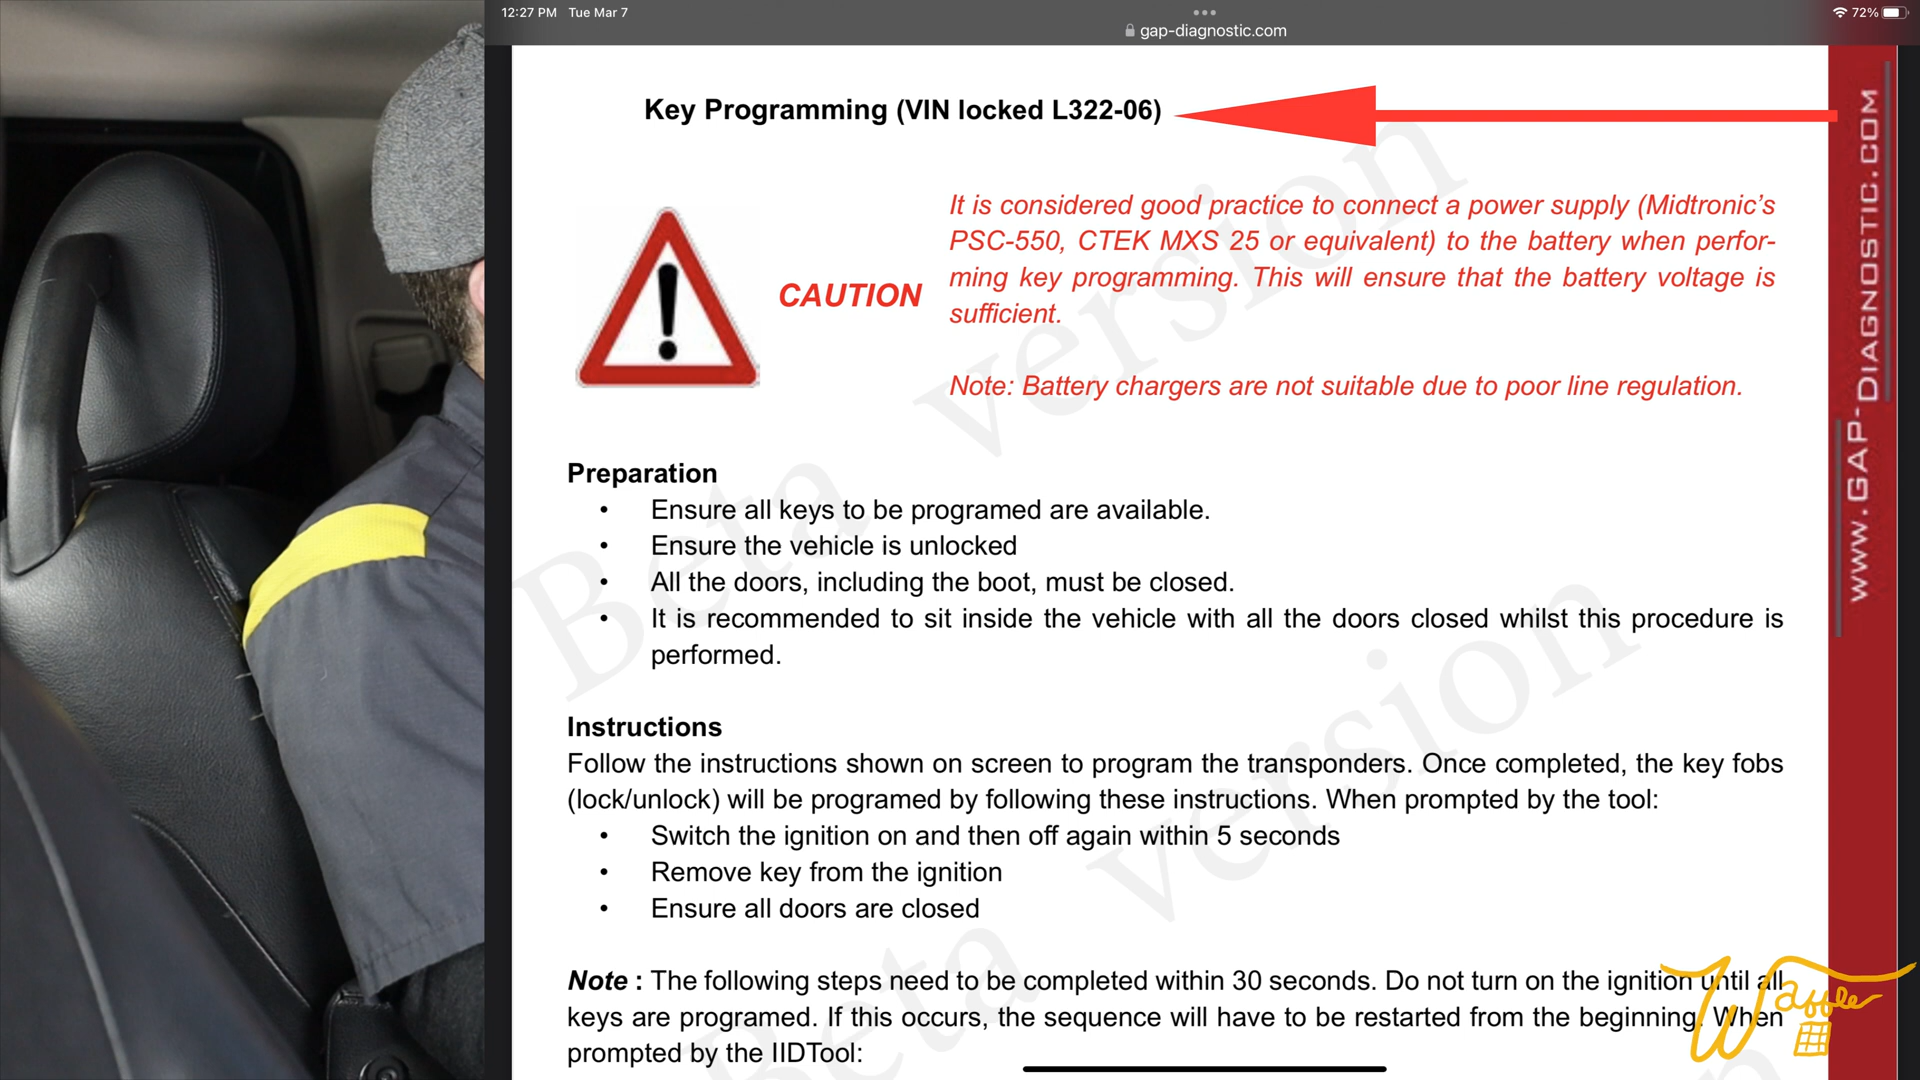 12:27 PM Tue Mar 7
72%
gap-diagnostic.com
Key Programming (VIN locked L322-06)
CAUTION
It is considered good practice to connect a power supply (Midtronic's
PSC-550, CTEK MXS 25 or equivalent) to the battery when perfor-
ming key programming. This will ensure that the battery voltage is
sufficient.
Note: Battery chargers are not suitable due to poor line regulation.
Preparation
• Ensure all keys to be programed are available.
• Ensure the vehicle is unlocked
• All the doors, including the boot, must be closed.
• It is recommended to sit inside the vehicle with all the doors closed whilst this procedure is
performed.
Instructions
Follow the instructions shown on screen to program the transponders. Once completed, the key fobs
(lock/unlock) will be programed by following these instructions. When prompted by the tool:
• Switch the ignition on and then off again within 5 seconds
• Remove key from the ignition
• Ensure all doors are closed
Note : The following steps need to be completed within 30 seconds. Do not turn on the ignition until all
keys are programed. If this occurs, the sequence will have to be restarted from the beginning. When
prompted by the IIDTool:
www.GAP-DIAGNOSTIC.COM
Beta version
Beta version
Beta version
Waffle